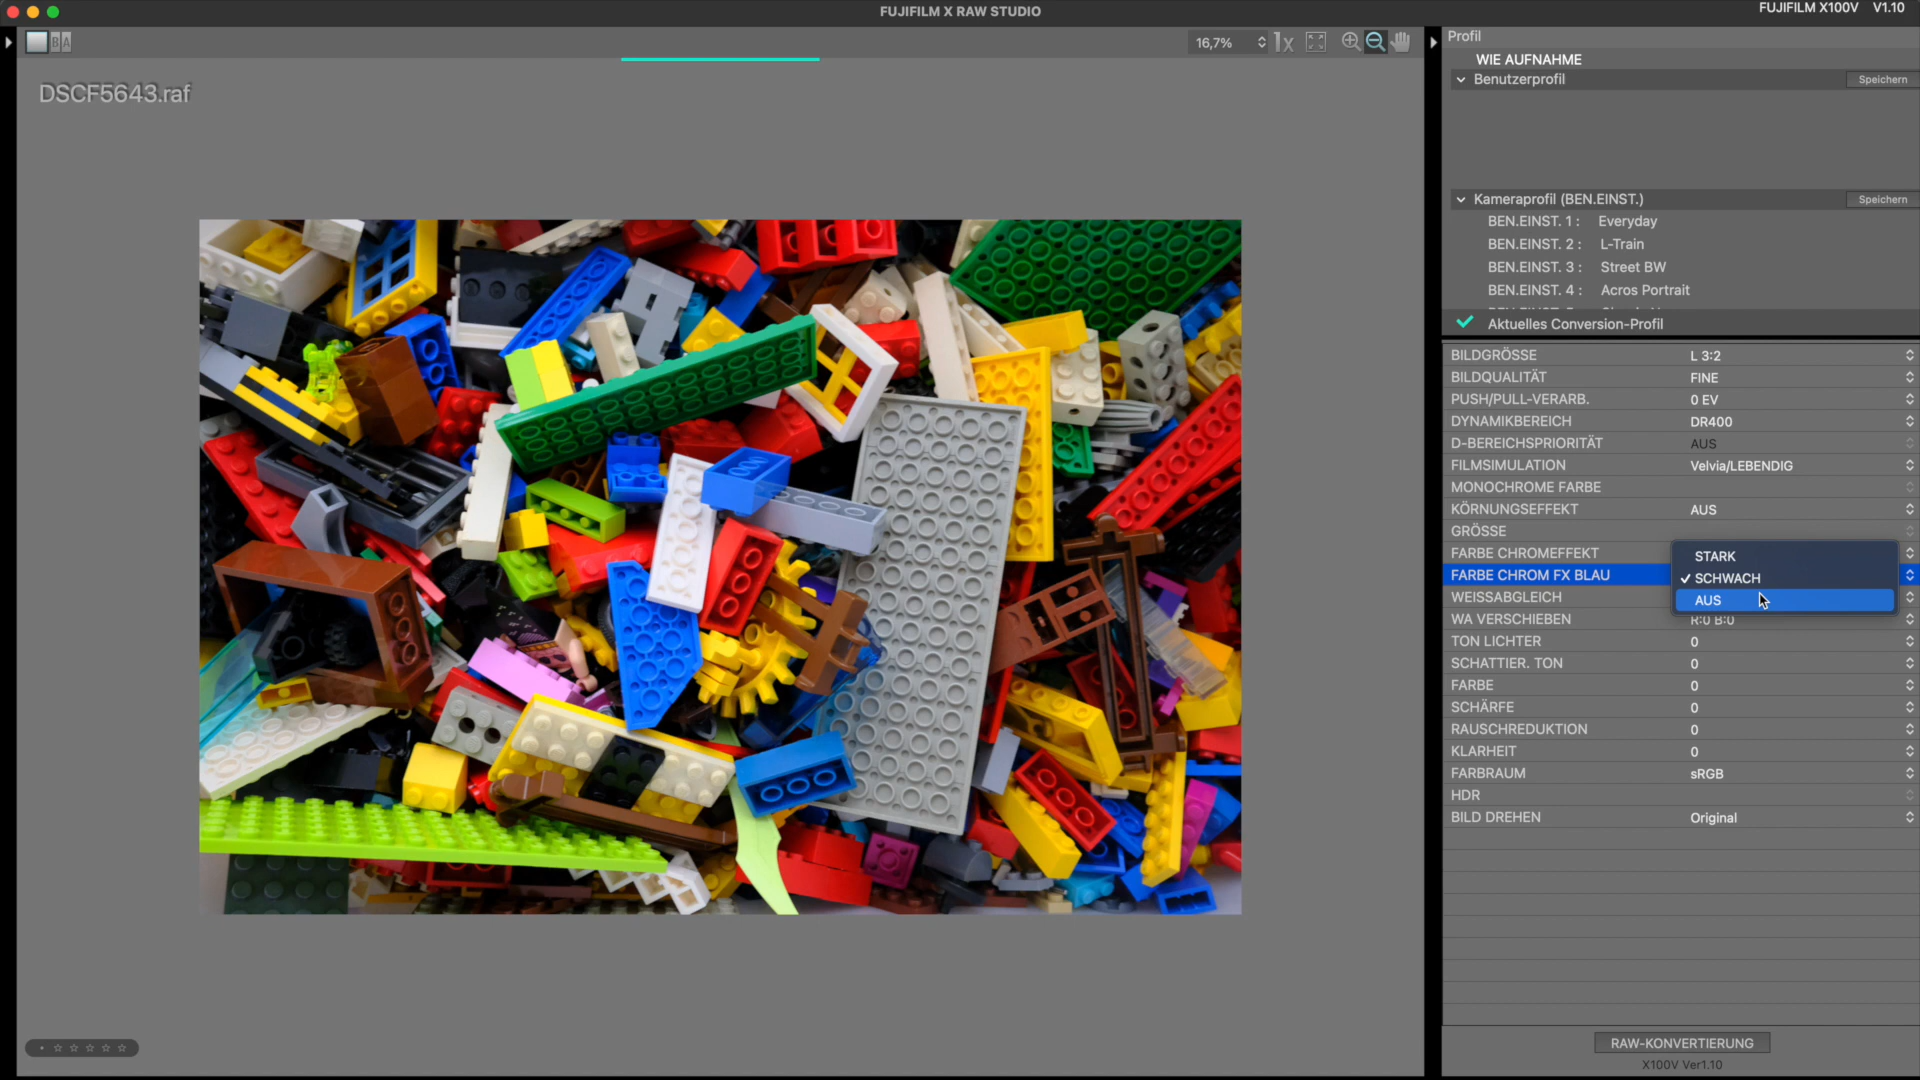 FUJIFILM X RAW STUDIO
FUJIFILM X100V V1.10
B A
16,7%
1x
DSCF5643.raf
Profil
WIE AUFNAHME
Benutzerprofil
Speichern
Kameraprofil (BEN.EINST.)
Speichern
BEN.EINST. 1 : Everyday
BEN.EINST. 2 : L-Train
BEN.EINST. 3 : Street BW
BEN.EINST. 4 : Acros Portrait
Aktuelles Conversion-Profil
BILDGRÖSSE L 3:2
BILDQUALITÄT FINE
PUSH/PULL-VERARB. 0 EV
DYNAMIKBEREICH DR400
D-BEREICHSPRIORITÄT AUS
FILMSIMULATION Velvia/LEBENDIG
MONOCHROME FARBE
KÖRNUNGSEFFEKT AUS
GRÖSSE
FARBE CHROMEFFEKT
STARK
FARBE CHROM FX BLAU
SCHWACH
WEISSABGLEICH
AUS
WA VERSCHIEBEN R:0 B:0
TON LICHTER 0
SCHATTIER. TON 0
FARBE 0
SCHÄRFE 0
RAUSCHREDUKTION 0
KLARHEIT 0
FARBRAUM sRGB
HDR
BILD DREHEN Original
RAW-KONVERTIERUNG
X100V Ver1.10